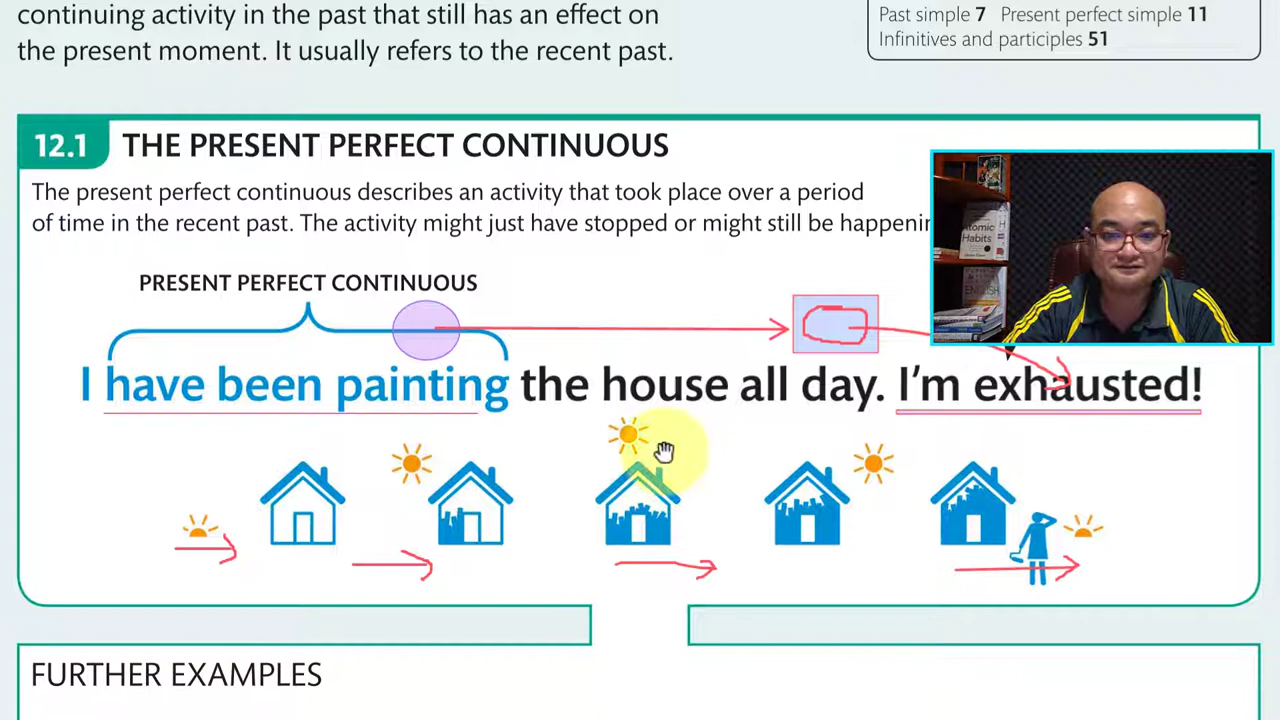 continuing activity in the past that still has an effect on
the present moment. It usually refers to the recent past.
Past simple 7 Present perfect simple 11
Infinitives and participles 51
12.1 THE PRESENT PERFECT CONTINUOUS
The present perfect continuous describes an activity that took place over a period
of time in the recent past. The activity might just have stopped or might still be happenin
Atomic
Habits
PRESENT PERFECT CONTINUOUS
I have been painting the house all day. I'm exhausted!
FURTHER EXAMPLES